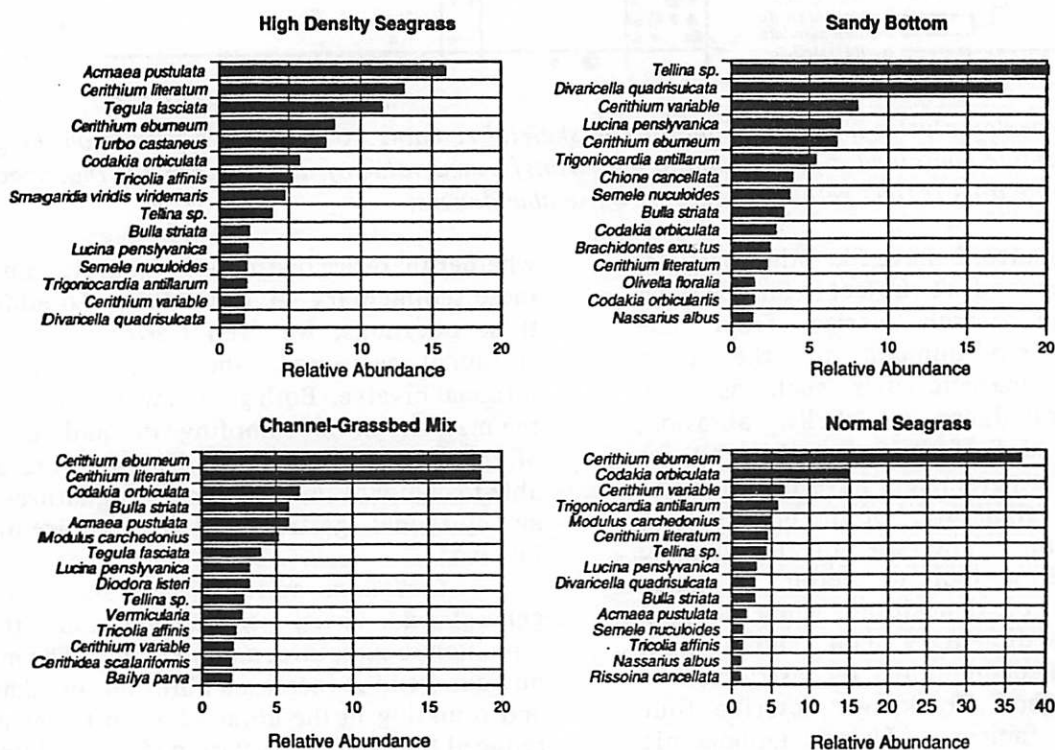 High Density Seagrass
Acmaea pustulata
Cerithium literatum
Tegula fasciata
Cerithium eburneum
Turbo castaneus
Codakia orbiculata
Tricolia affinis
Smagaridia viridis viridemaris
Tellina sp.
Bulla striata
Lucina penslyvanica
Semele nuculoides
Trigoniocardia antillarum
Cerithium variable
Divaricella quadrisulcata
0 5 10 15 20
Relative Abundance
Sandy Bottom
Tellina sp.
Divaricella quadrisulcata
Cerithium variable
Lucina penslyvanica
Cerithium eburneum
Trigoniocardia antillarum
Chione cancellata
Semele nuculoides
Bulla striata
Codakia orbiculata
Brachidontes exu.tus
Cerithium literatum
Olivella floralia
Codakia orbiculariis
Nassarius albus
0 5 10 15 20
Relative Abundance
Channel-Grassbed Mix
Cerithium eburneum
Cerithium literatum
Codakia orbiculata
Bulla striata
Acmaea pustulata
Modulus carchedonius
Tegula fasciata
Lucina penslyvanica
Diodora listeri
Tellina sp.
Vermicularia
Tricolia affinis
Cerithium variable
Cerithidea scalariformis
Bailya parva
0 5 10 15 20
Relative Abundance
Normal Seagrass
Cerithium eburneum
Codakia orbiculata
Cerithium variable
Trigoniocardia antillarum
Modulus carchedonius
Cerithium literatum
Tellina sp.
Lucina penslyvanica
Divaricella quadrisulcata
Bulla striata
Acmaea pustulata
Semele nuculoides
Tricolia affinis
Nassarius albus
Rissoina cancellata
0 5 10 15 20 25 30 35 40
Relative Abundance